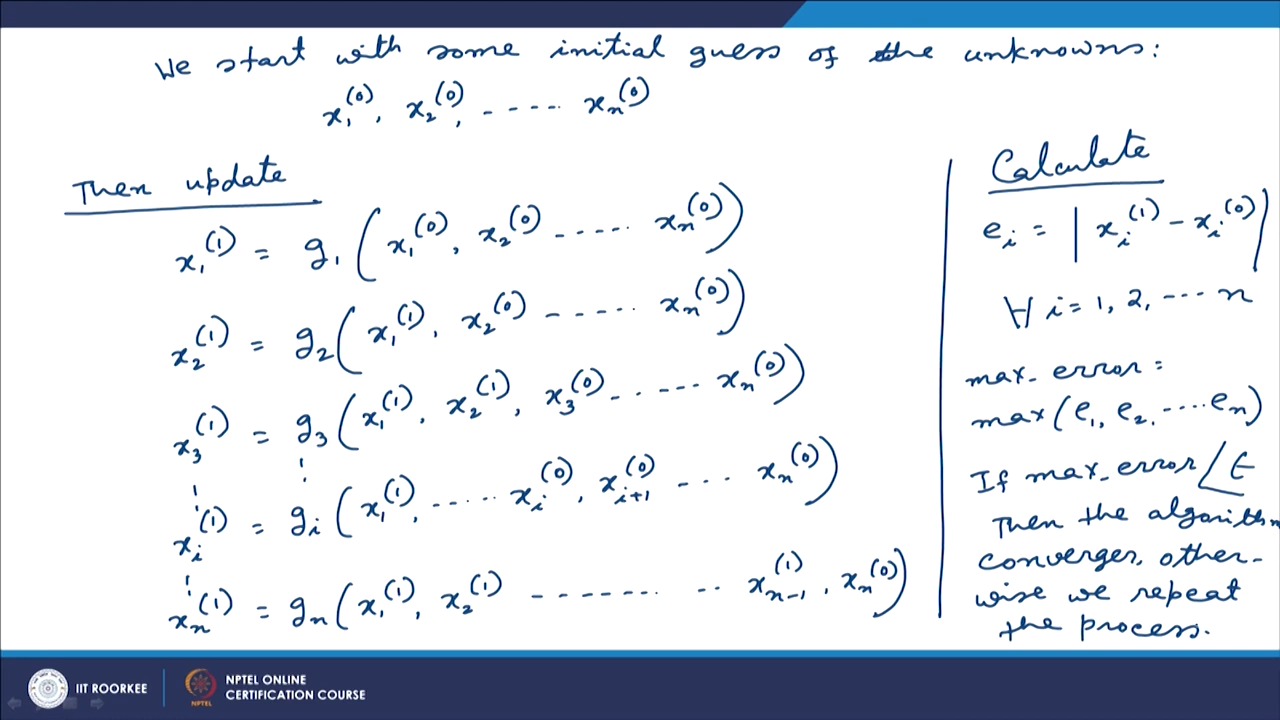 We start with some initial guess of the unknowns:
x₁⁽⁰⁾, x₂⁽⁰⁾, ----- xₙ⁽⁰⁾
Then update
x₁⁽¹⁾ = g₁(x₁⁽⁰⁾, x₂⁽⁰⁾ ----- xₙ⁽⁰⁾)
x₂⁽¹⁾ = g₂(x₁⁽¹⁾, x₂⁽⁰⁾ ------ xₙ⁽⁰⁾)
x₃⁽¹⁾ = g₃(x₁⁽¹⁾, x₂⁽¹⁾, x₃⁽⁰⁾ ----- xₙ⁽⁰⁾)
xᵢ⁽¹⁾ = gᵢ(x₁⁽¹⁾, ----- xᵢ⁽⁰⁾, xᵢ₊₁⁽⁰⁾ --- xₙ⁽⁰⁾)
xₙ⁽¹⁾ = gₙ(x₁⁽¹⁾, x₂⁽¹⁾ --------- xₙ₋₁⁽¹⁾, xₙ⁽⁰⁾)
Calculate
eᵢ = |xᵢ⁽¹⁾ - xᵢ⁽⁰⁾|
∀ i = 1, 2, --- n
max-error =
max(e₁, e₂, ---- eₙ)
If max-error < ε
Then the algorithm
converges, other-
wise we repeat
the process.
IIT ROORKEE
NPTEL
NPTEL ONLINE
CERTIFICATION COURSE